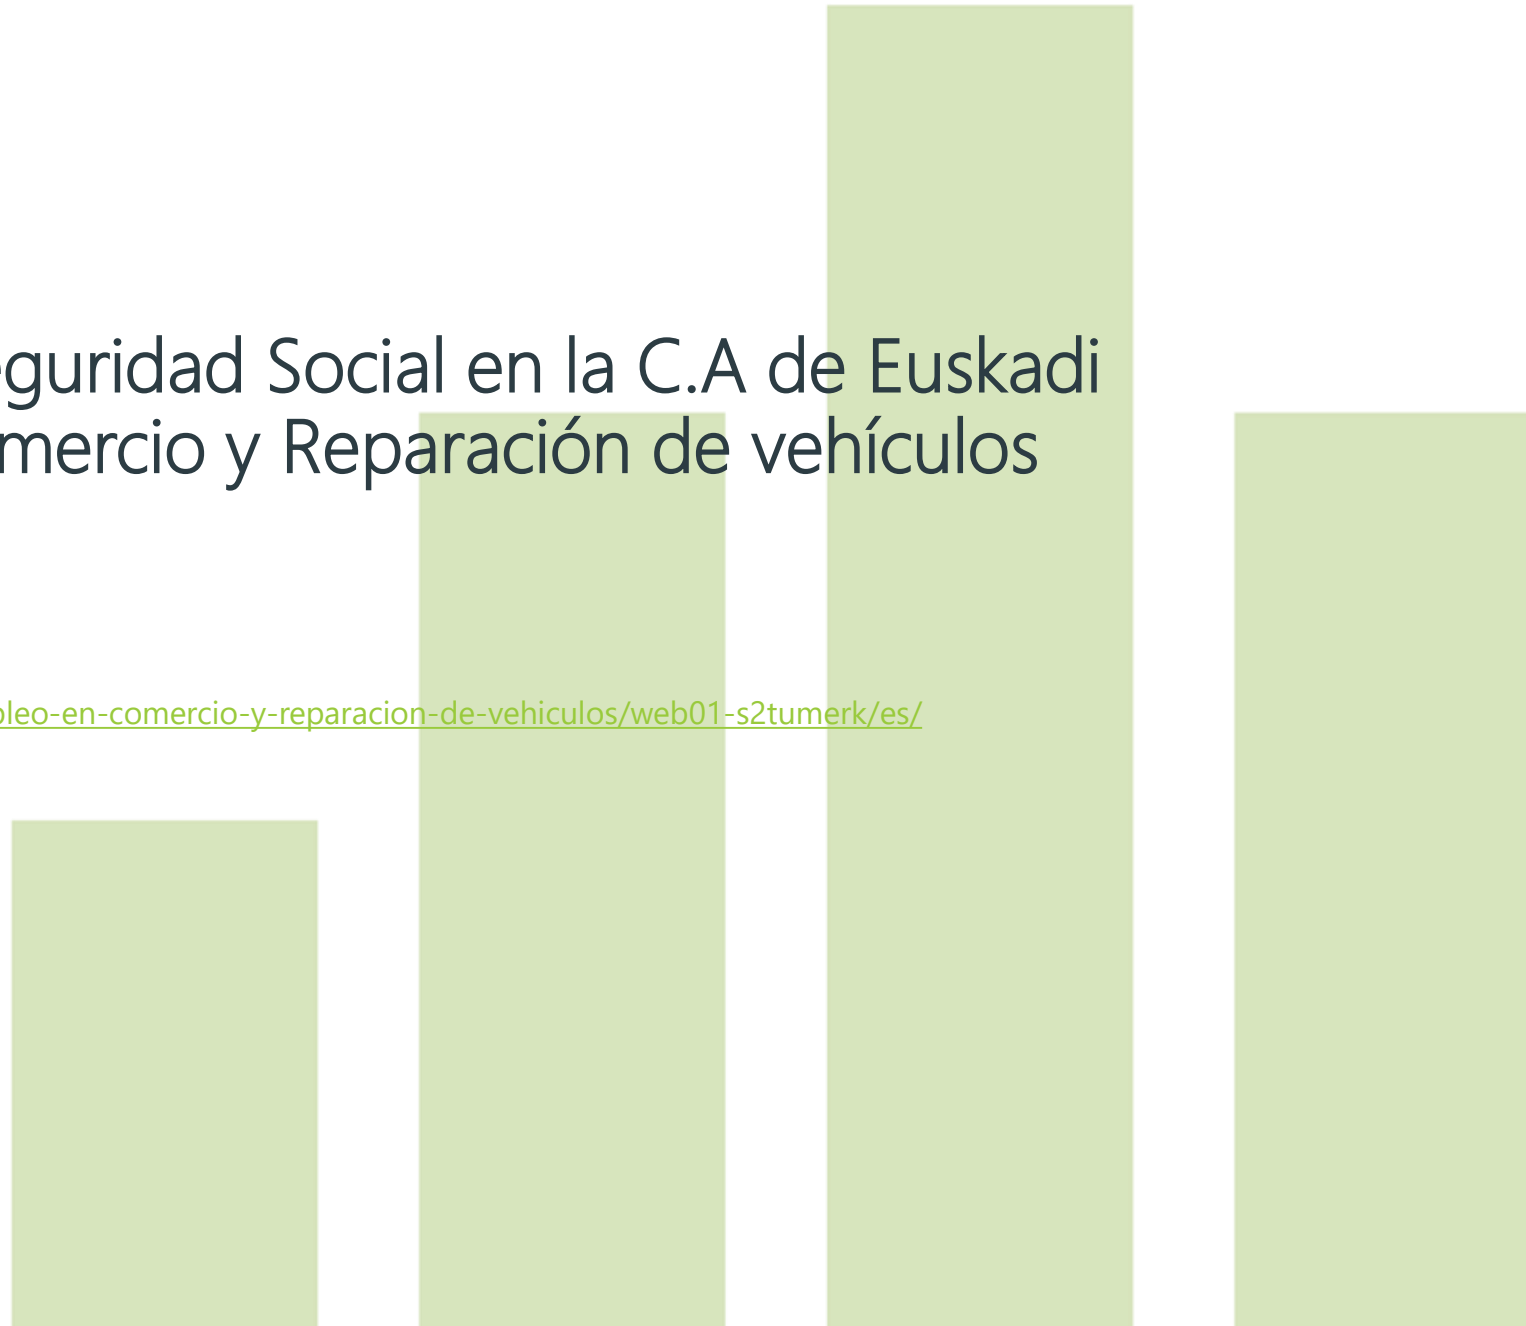 eguridad Social en la C.A de Euskadi
mercio y Reparación de vehículos
pleo-en-comercio-y-reparacion-de-vehiculos/web01-s2tumerk/es/